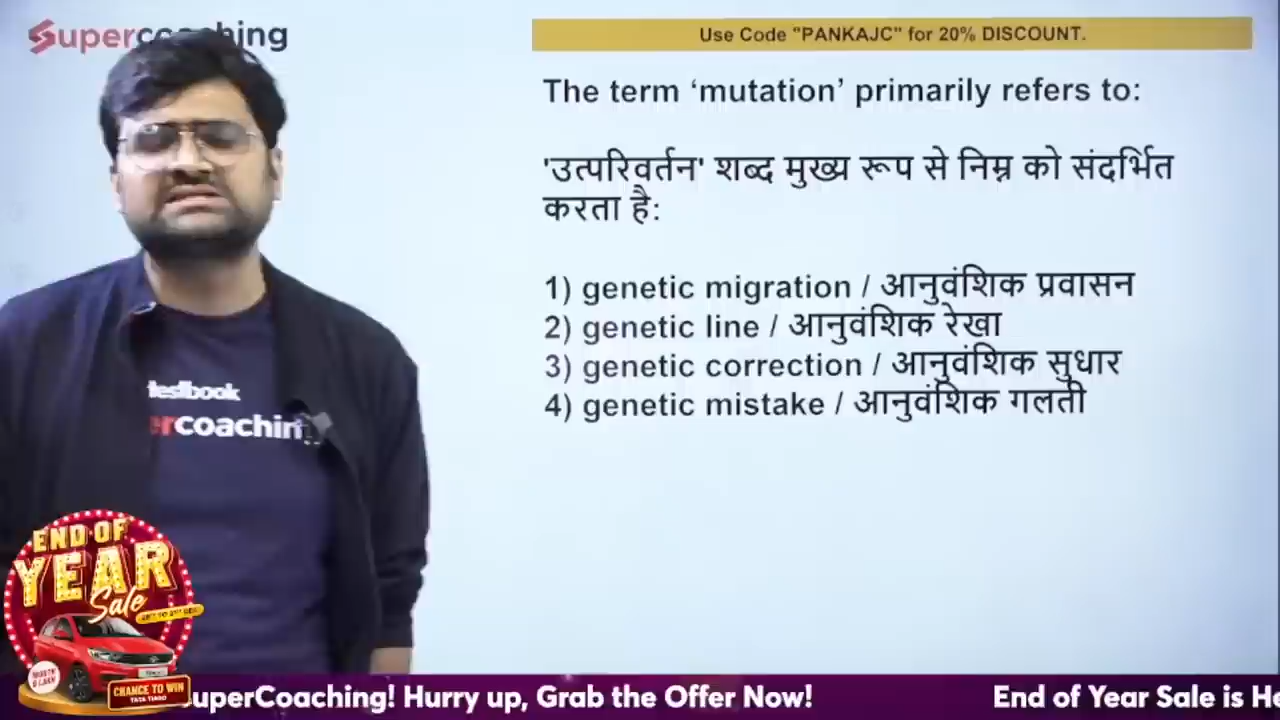 Supercoaching
Use Code "PANKAJC" for 20% DISCOUNT.
The term ‘mutation’ primarily refers to:
'उत्परिवर्तन' शब्द मुख्य रूप से निम्न को संदर्भित
करता है:
1) genetic migration / आनुवंशिक प्रवासन
2) genetic line / आनुवंशिक रेखा
3) genetic correction / आनुवंशिक सुधार
4) genetic mistake / आनुवंशिक गलती
testbook
ercoachin
END OF
YEAR
Sale
CHANCE TO WIN
TATA TIAGO
uperCoaching! Hurry up, Grab the Offer Now!
End of Year Sale is He